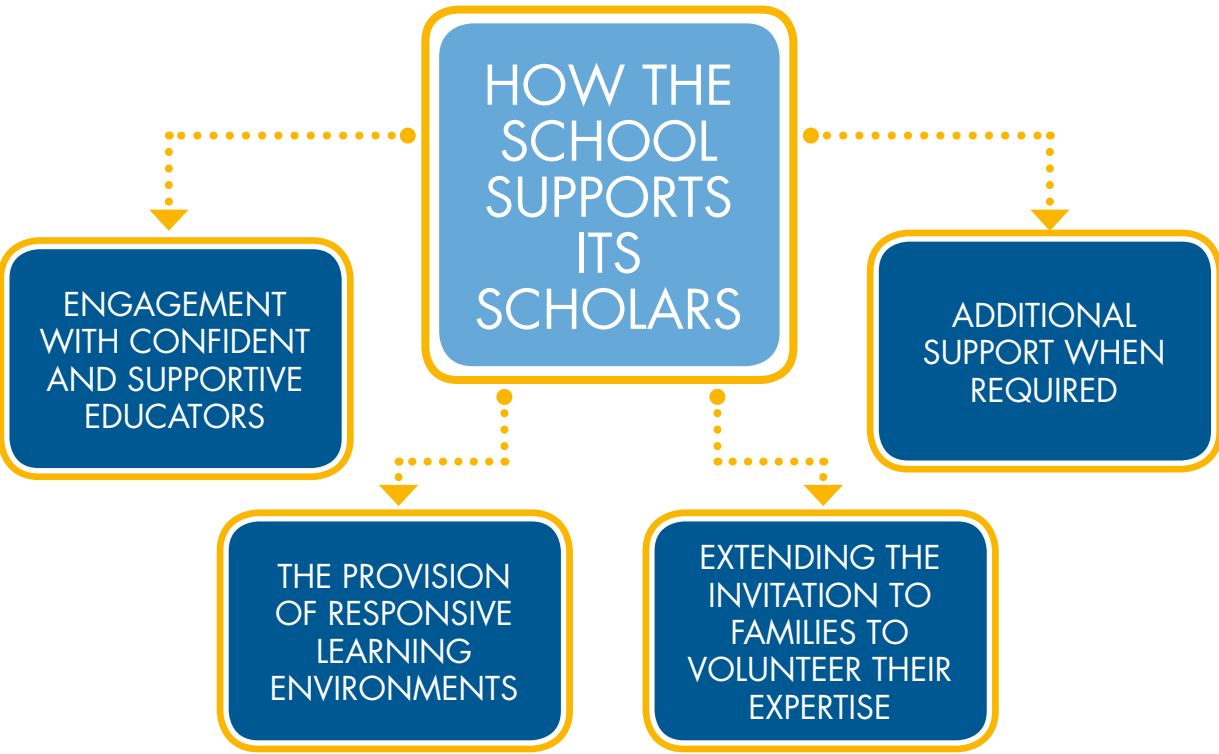 HOW THE
SCHOOL
SUPPORTS
ITS
SCHOLARS
ENGAGEMENT
WITH CONFIDENT
AND SUPPORTIVE
EDUCATORS
THE PROVISION
OF RESPONSIVE
LEARNING
ENVIRONMENTS
EXTENDING THE
INVITATION TO
FAMILIES TO
VOLUNTEER THEIR
EXPERTISE
ADDITIONAL
SUPPORT WHEN
REQUIRED